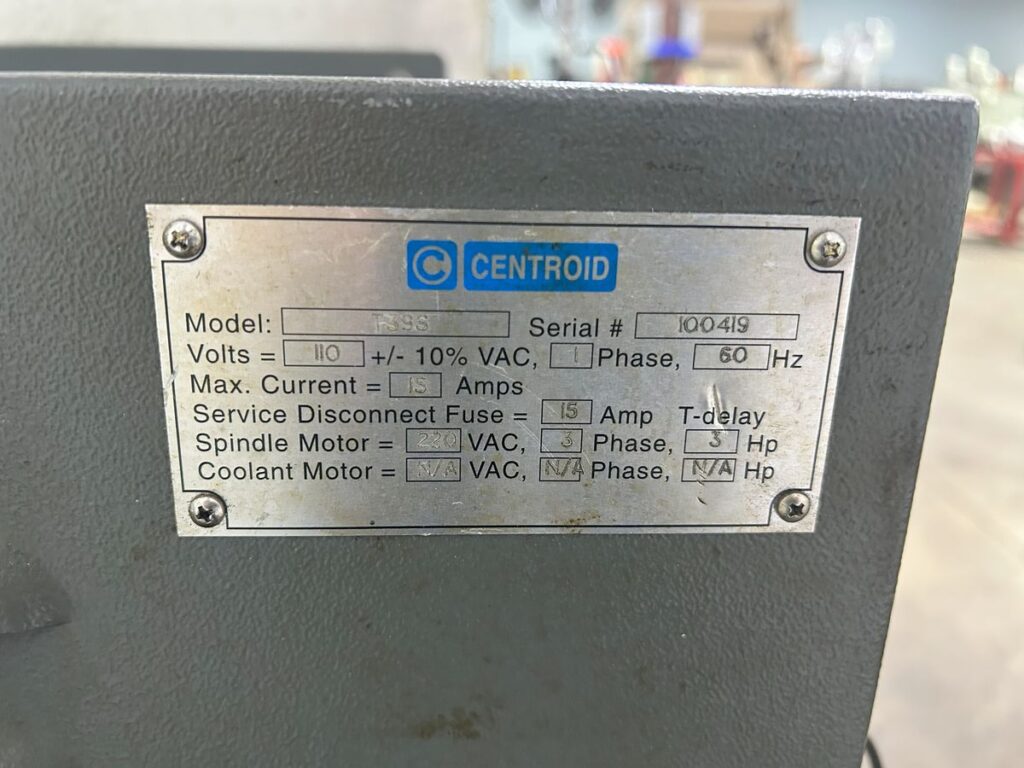 C CENTROID
Model: T39S Serial # 100419
Volts = 110 +/- 10% VAC, 1 Phase, 60 Hz
Max. Current = 15 Amps
Service Disconnect Fuse = 15 Amp T-delay
Spindle Motor = 220 VAC, 3 Phase, 3 Hp
Coolant Motor = N/A VAC, N/A Phase, N/A Hp